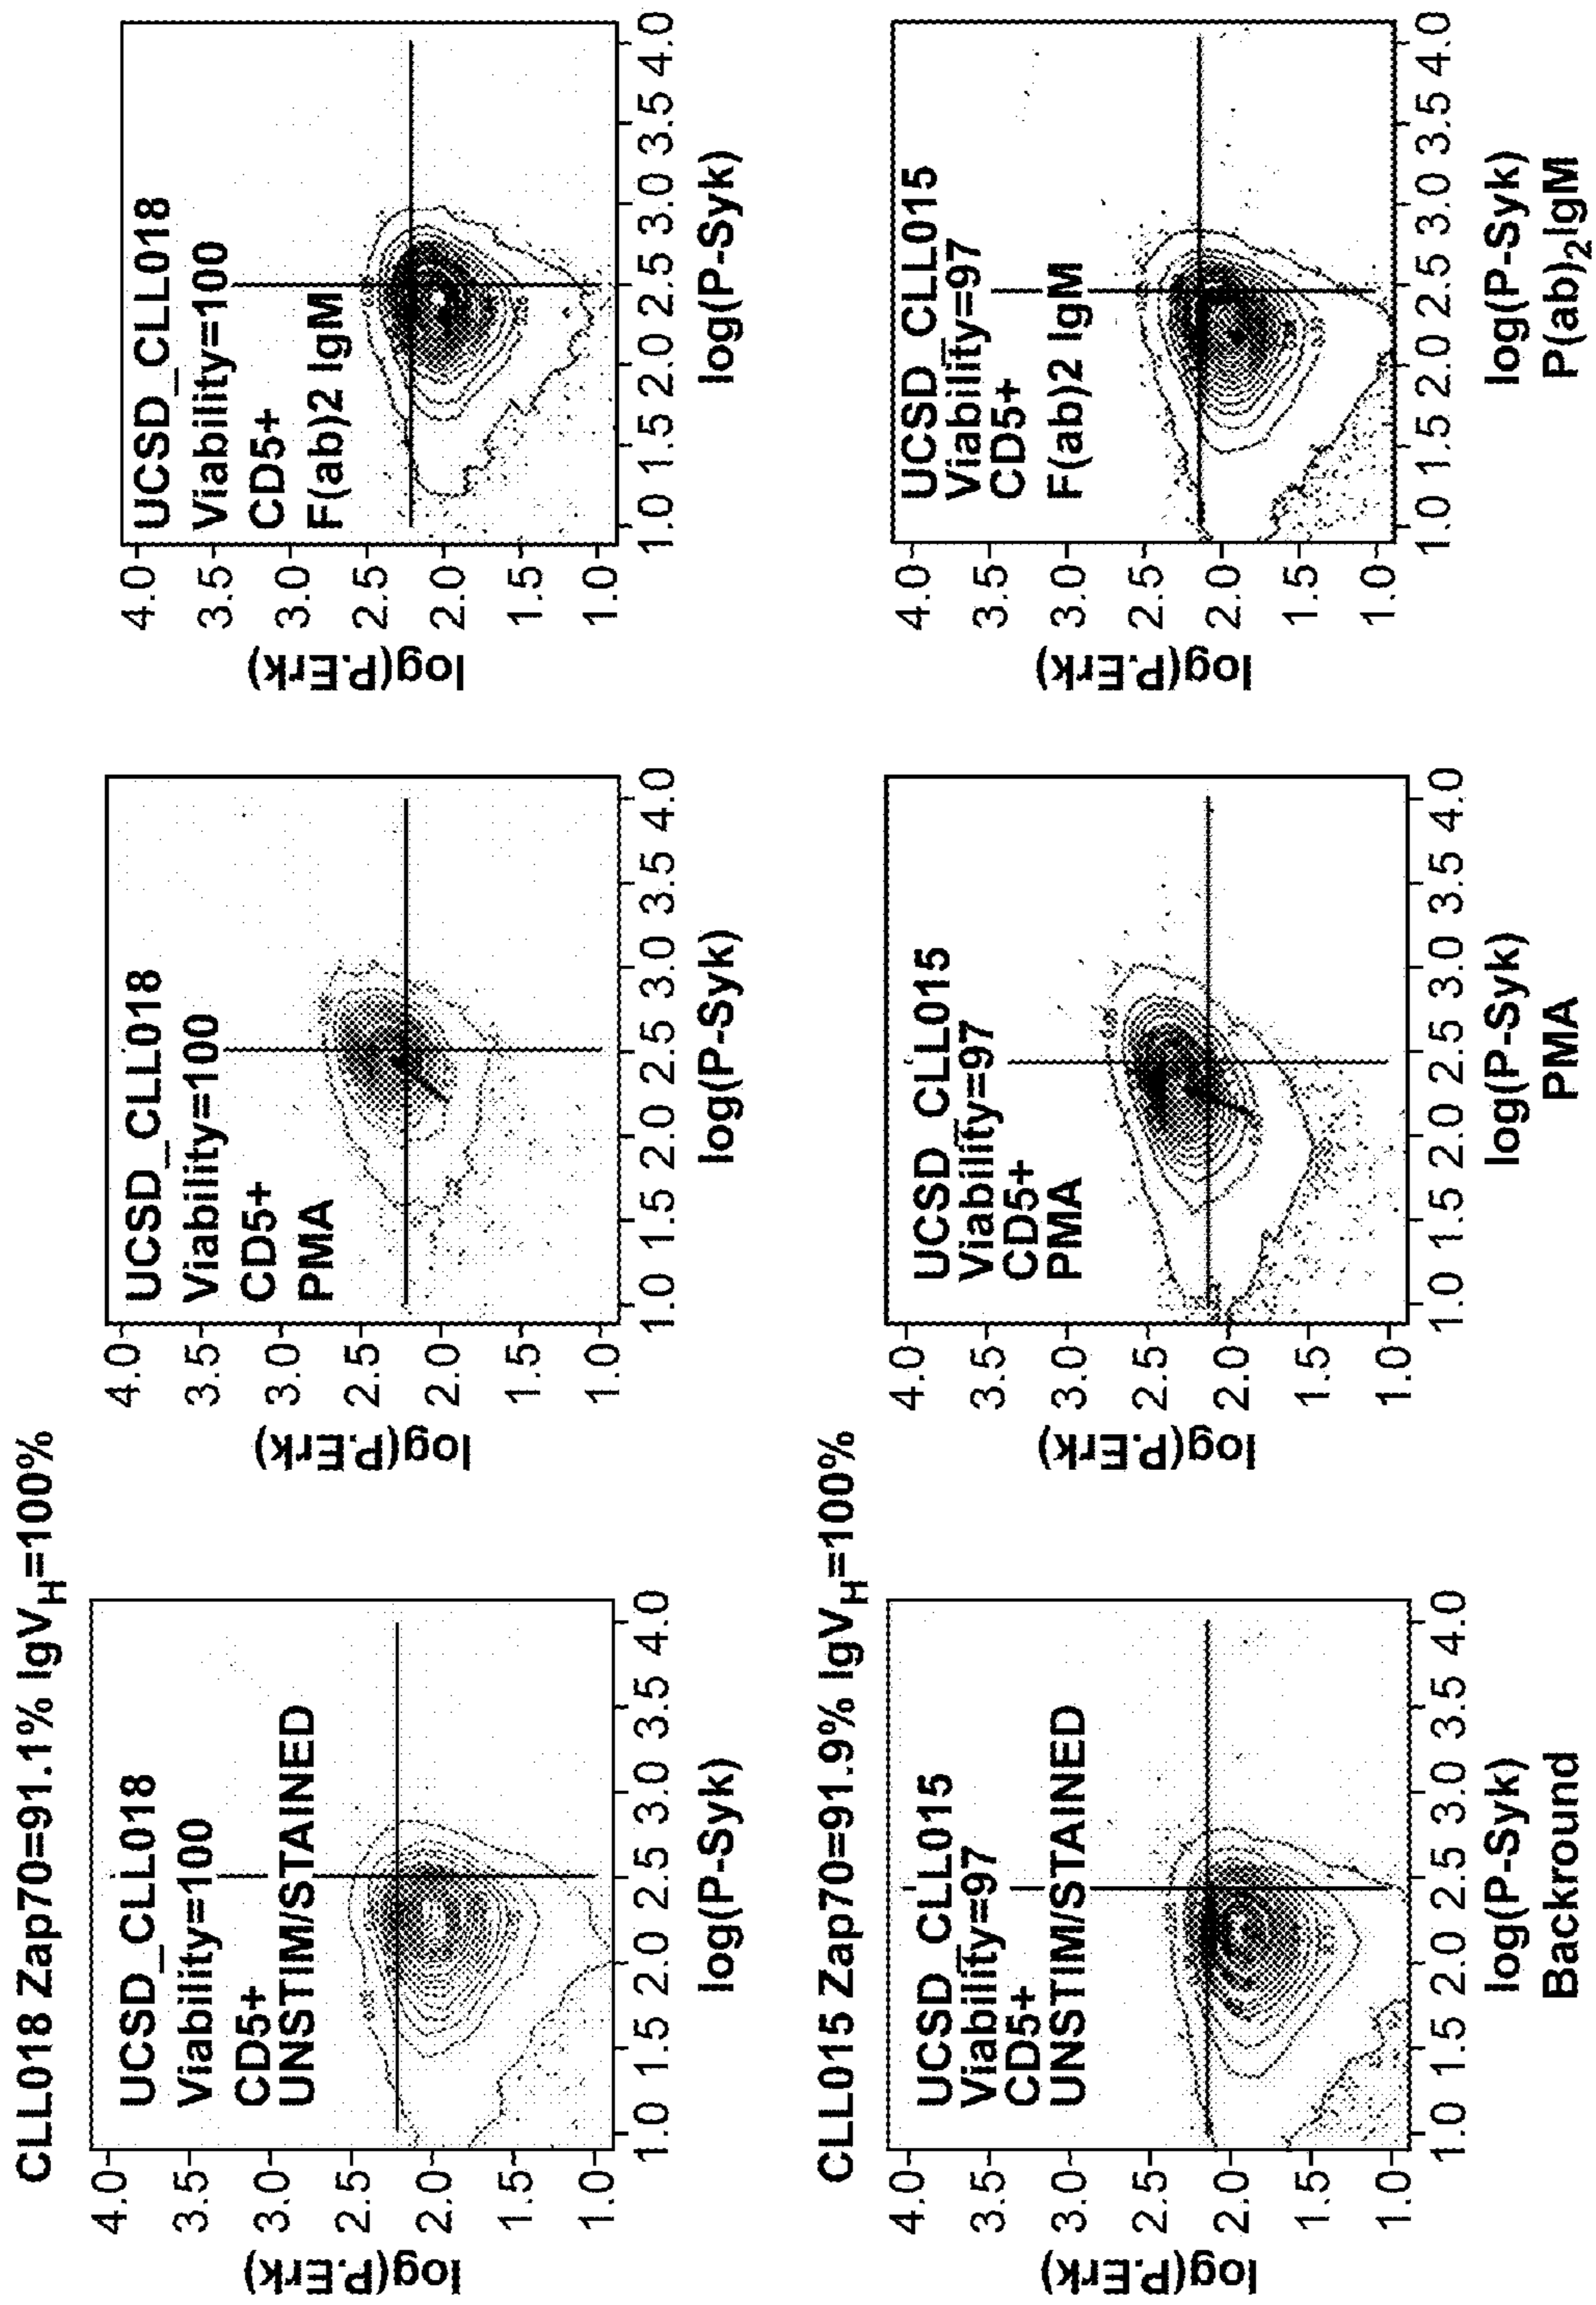 CLL018 Zap70=91.1% IgVH=100%
log(P.Erk)
4.0
3.5
3.0
2.5
2.0
1.5
1.0
UCSD_CLL018
Viability=100
CD5+
UNSTIM/STAINED
1.0 1.5 2.0 2.5 3.0 3.5 4.0
log(P-Syk)
log(P.Erk)
4.0
3.5
3.0
2.5
2.0
1.5
1.0
UCSD_CLL018
Viability=100
CD5+
PMA
1.0 1.5 2.0 2.5 3.0 3.5 4.0
log(P-Syk)
log(P.Erk)
4.0
3.5
3.0
2.5
2.0
1.5
1.0
UCSD_CLL018
Viability=100
CD5+
F(ab)2 IgM
1.0 1.5 2.0 2.5 3.0 3.5 4.0
log(P-Syk)
CLL015 Zap70=91.9% IgVH=100%
log(P.Erk)
4.0
3.5
3.0
2.5
2.0
1.5
1.0
UCSD_CLL015
Viability=97
CD5+
UNSTIM/STAINED
1.0 1.5 2.0 2.5 3.0 3.5 4.0
log(P-Syk)
Backround
log(P.Erk)
4.0
3.5
3.0
2.5
2.0
1.5
1.0
UCSD_CLL015
Viability=97
CD5+
PMA
1.0 1.5 2.0 2.5 3.0 3.5 4.0
log(P-Syk)
PMA
log(P.Erk)
4.0
3.5
3.0
2.5
2.0
1.5
1.0
UCSD_CLL015
Viability=97
CD5+
F(ab)2 IgM
1.0 1.5 2.0 2.5 3.0 3.5 4.0
log(P-Syk)
P(ab)2IgM